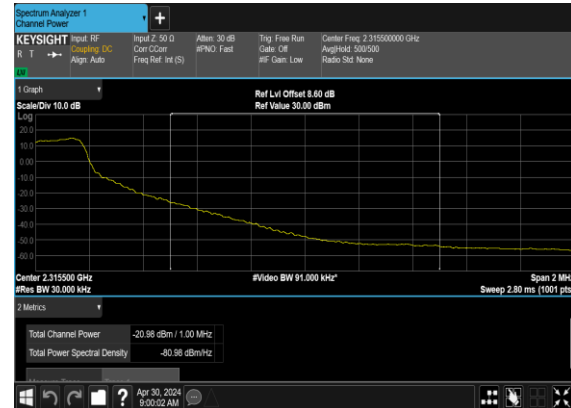 Spectrum Analyzer 1
Channel Power
+
KEYSIGHT Input: RF Input Z: 50 Ω Atten: 30 dB Trig: Free Run Center Freq: 2.315500000 GHz
R T Coupling: DC Corr CCorr #PNO: Fast Gate: Off Avg|Hold: 500/500
Align: Auto Freq Ref: Int (S) #IF Gain: Low Radio Std: None
LXI
1 Graph
Ref Lvl Offset 8.60 dB
Scale/Div 10.0 dB Ref Value 30.00 dBm
Log
20.0
10.0
0.00
-10.0
-20.0
-30.0
-40.0
-50.0
-60.0
Center 2.315500 GHz #Video BW 91.000 kHz* Span 2 MHz
#Res BW 30.000 kHz Sweep 2.80 ms (1001 pts
2 Metrics
Total Channel Power -20.98 dBm / 1.00 MHz
Total Power Spectral Density -80.98 dBm/Hz
?
Apr 30, 2024
9:00:02 AM